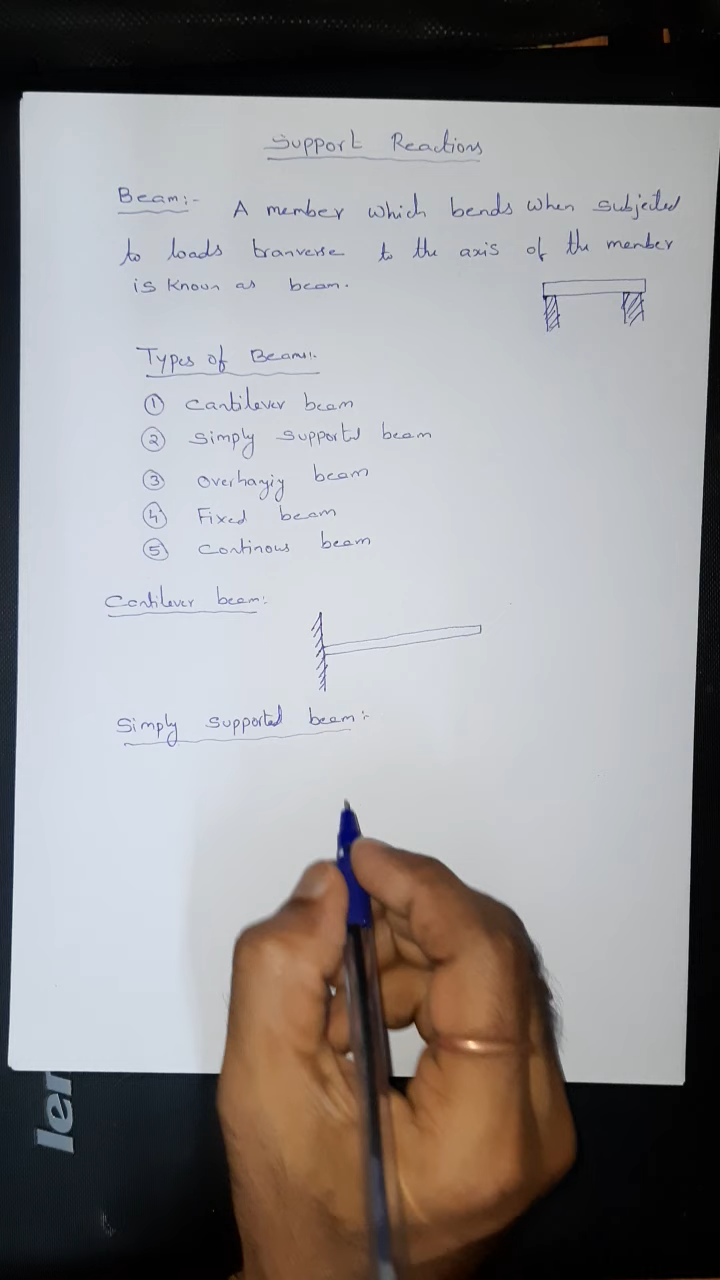 Support Reactions
Beam:- A member which bends when subjected
to loads tranverse to the axis of the member
is known as beam.
Types of Beams:-
① Cantilever beam
② Simply supported beam
③ Overhangig beam
④ Fixed beam
⑤ Continous beam
Cantilever beam:
Simply supported beam:-
len